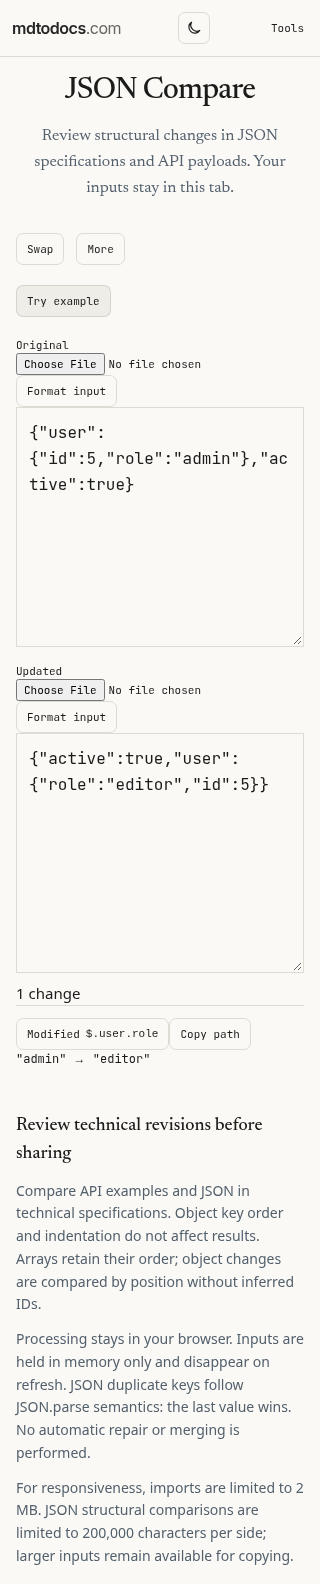 mdtodocs.com
Tools
JSON Compare
Review structural changes in JSON
specifications and API payloads. Your
inputs stay in this tab.
Swap
More
Try example
Original
Choose File No file chosen
Format input
{"user":
{"id":5,"role":"admin"},"ac
tive":true}
Updated
Choose File No file chosen
Format input
{"active":true,"user":
{"role":"editor","id":5}}
1 change
Modified $.user.role
Copy path
"admin" → "editor"
Review technical revisions before
sharing
Compare API examples and JSON in
technical specifications. Object key order
and indentation do not affect results.
Arrays retain their order; object changes
are compared by position without inferred
IDs.
Processing stays in your browser. Inputs are
held in memory only and disappear on
refresh. JSON duplicate keys follow
JSON.parse semantics: the last value wins.
No automatic repair or merging is
performed.
For responsiveness, imports are limited to 2
MB. JSON structural comparisons are
limited to 200,000 characters per side;
larger inputs remain available for copying.